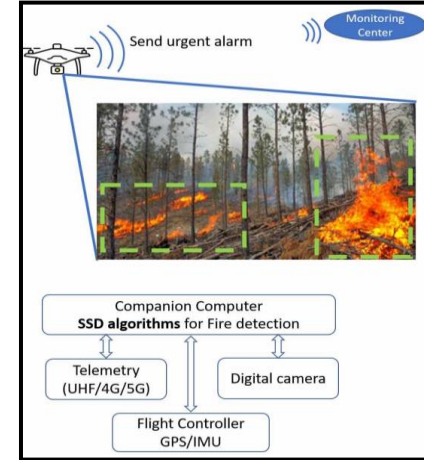 Monitoring
Center
Send urgent alarm
Companion Computer
SSD algorithms for Fire detection
Telemetry
(UHF/4G/5G)
Digital camera
Flight Controller
GPS/IMU